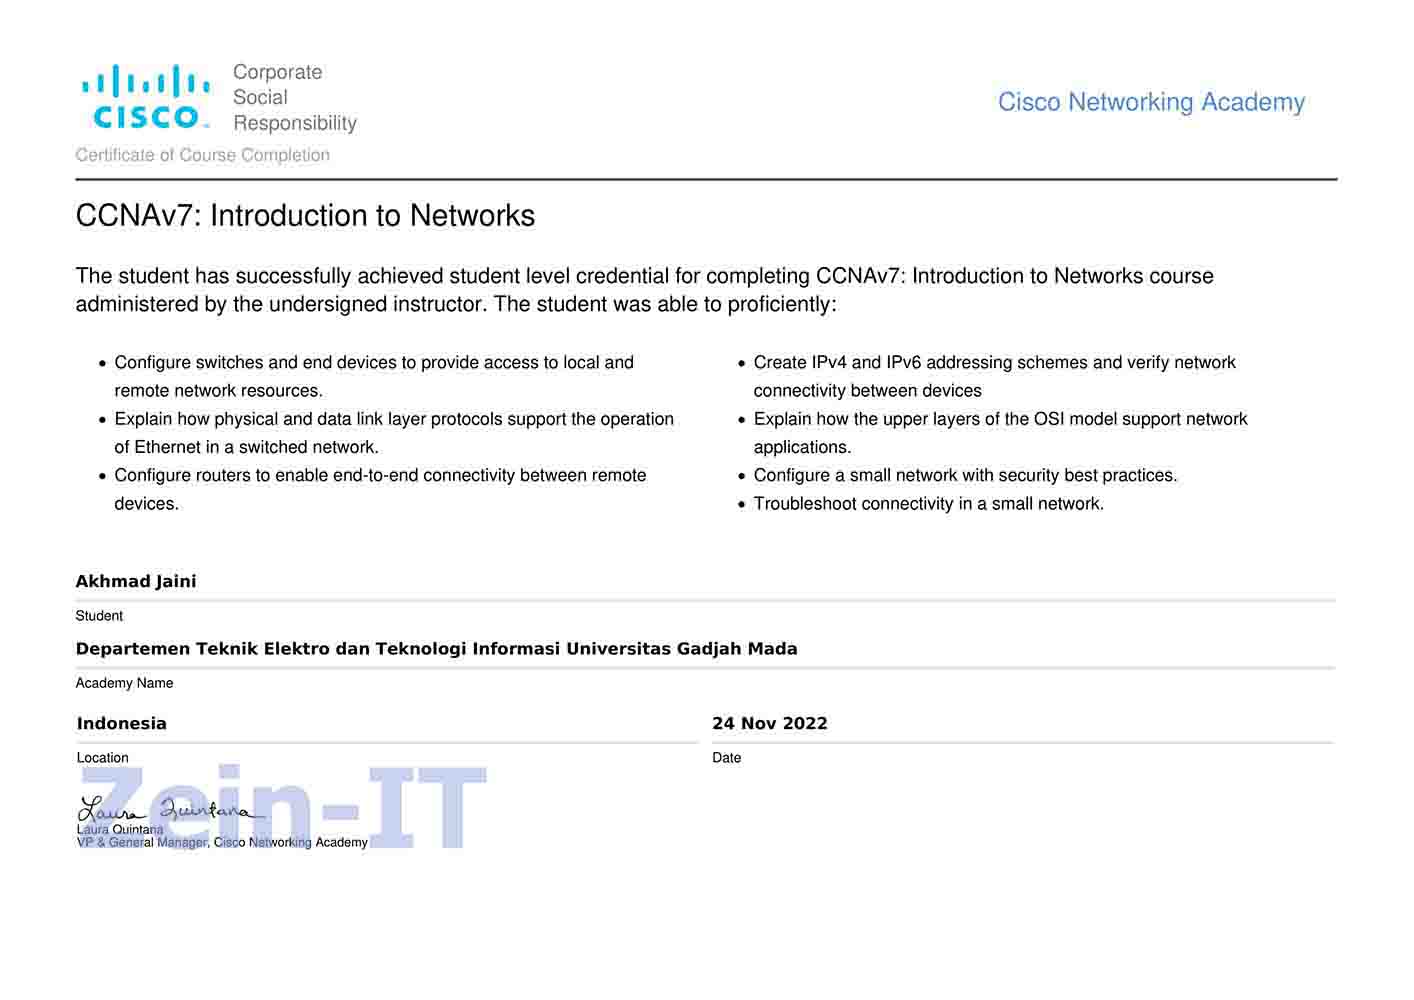 CISCO
Corporate
Social
Responsibility
Cisco Networking Academy
Certificate of Course Completion
CCNAv7: Introduction to Networks
The student has successfully achieved student level credential for completing CCNAv7: Introduction to Networks course
administered by the undersigned instructor. The student was able to proficiently:
• Configure switches and end devices to provide access to local and
remote network resources.
• Explain how physical and data link layer protocols support the operation
of Ethernet in a switched network.
• Configure routers to enable end-to-end connectivity between remote
devices.
• Create IPv4 and IPv6 addressing schemes and verify network
connectivity between devices
• Explain how the upper layers of the OSI model support network
applications.
• Configure a small network with security best practices.
• Troubleshoot connectivity in a small network.
Akhmad Jaini
Student
Departemen Teknik Elektro dan Teknologi Informasi Universitas Gadjah Mada
Academy Name
Indonesia
Location
24 Nov 2022
Date
Zein-IT
Laura Quintana
Laura Quintana
VP & General Manager, Cisco Networking Academy